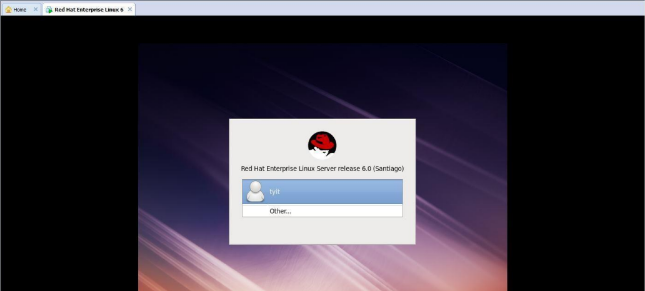 Home
Red Hat Enterprise Linux 6
Red Hat Enterprise Linux Server release 6.0 (Santiago)
Other...